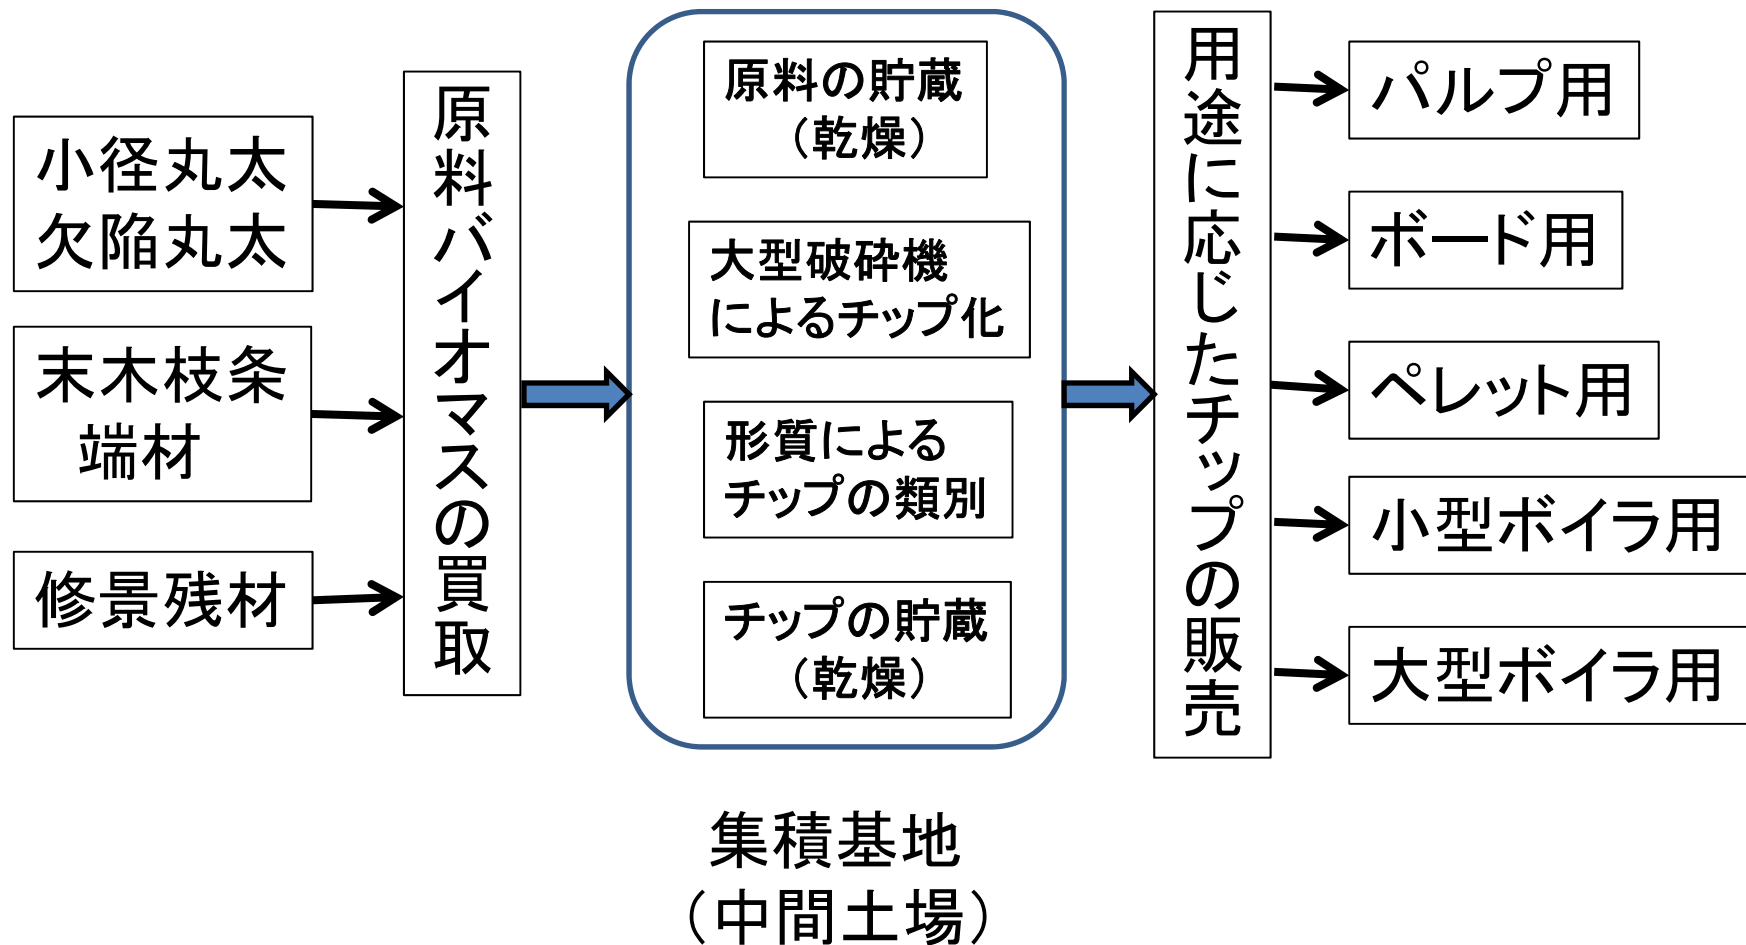 小径丸太
欠陥丸太
末木枝条
端材
修景残材
原料バイオマスの買取
原料の貯蔵
（乾燥）
大型破砕機
によるチップ化
形質による
チップの類別
チップの貯蔵
（乾燥）
集積基地
（中間土場）
用途に応じたチップの販売
パルプ用
ボード用
ペレット用
小型ボイラ用
大型ボイラ用